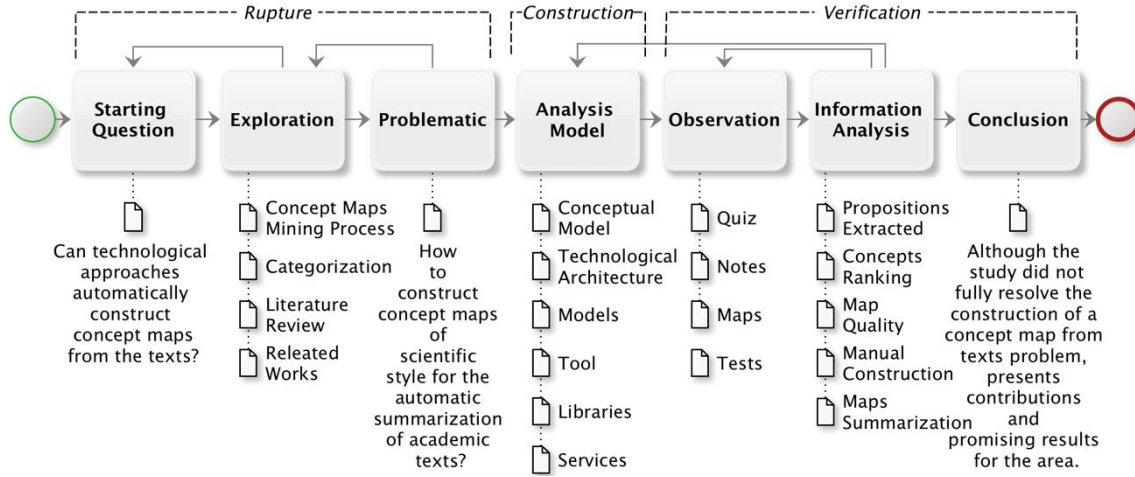 Rupture
Construction
Verification
Starting
Question
Exploration
Problematic
Analysis
Model
Observation
Information
Analysis
Conclusion
Can technological
approaches
automatically
construct
concept maps
from the texts?
Concept Maps
Mining Process
Categorization
Literature
Review
Releated
Works
How
to
construct
concept maps
of
scientific
style for the
automatic
summarization
of academic
texts?
Conceptual
Model
Technological
Architecture
Models
Tool
Libraries
Services
Quiz
Notes
Maps
Tests
Propositions
Extracted
Concepts
Ranking
Map
Quality
Manual
Construction
Maps
Summarization
Although the
study did not
fully resolve the
construction of a
concept map from
texts problem,
presents
contributions
and
promising results
for the area.